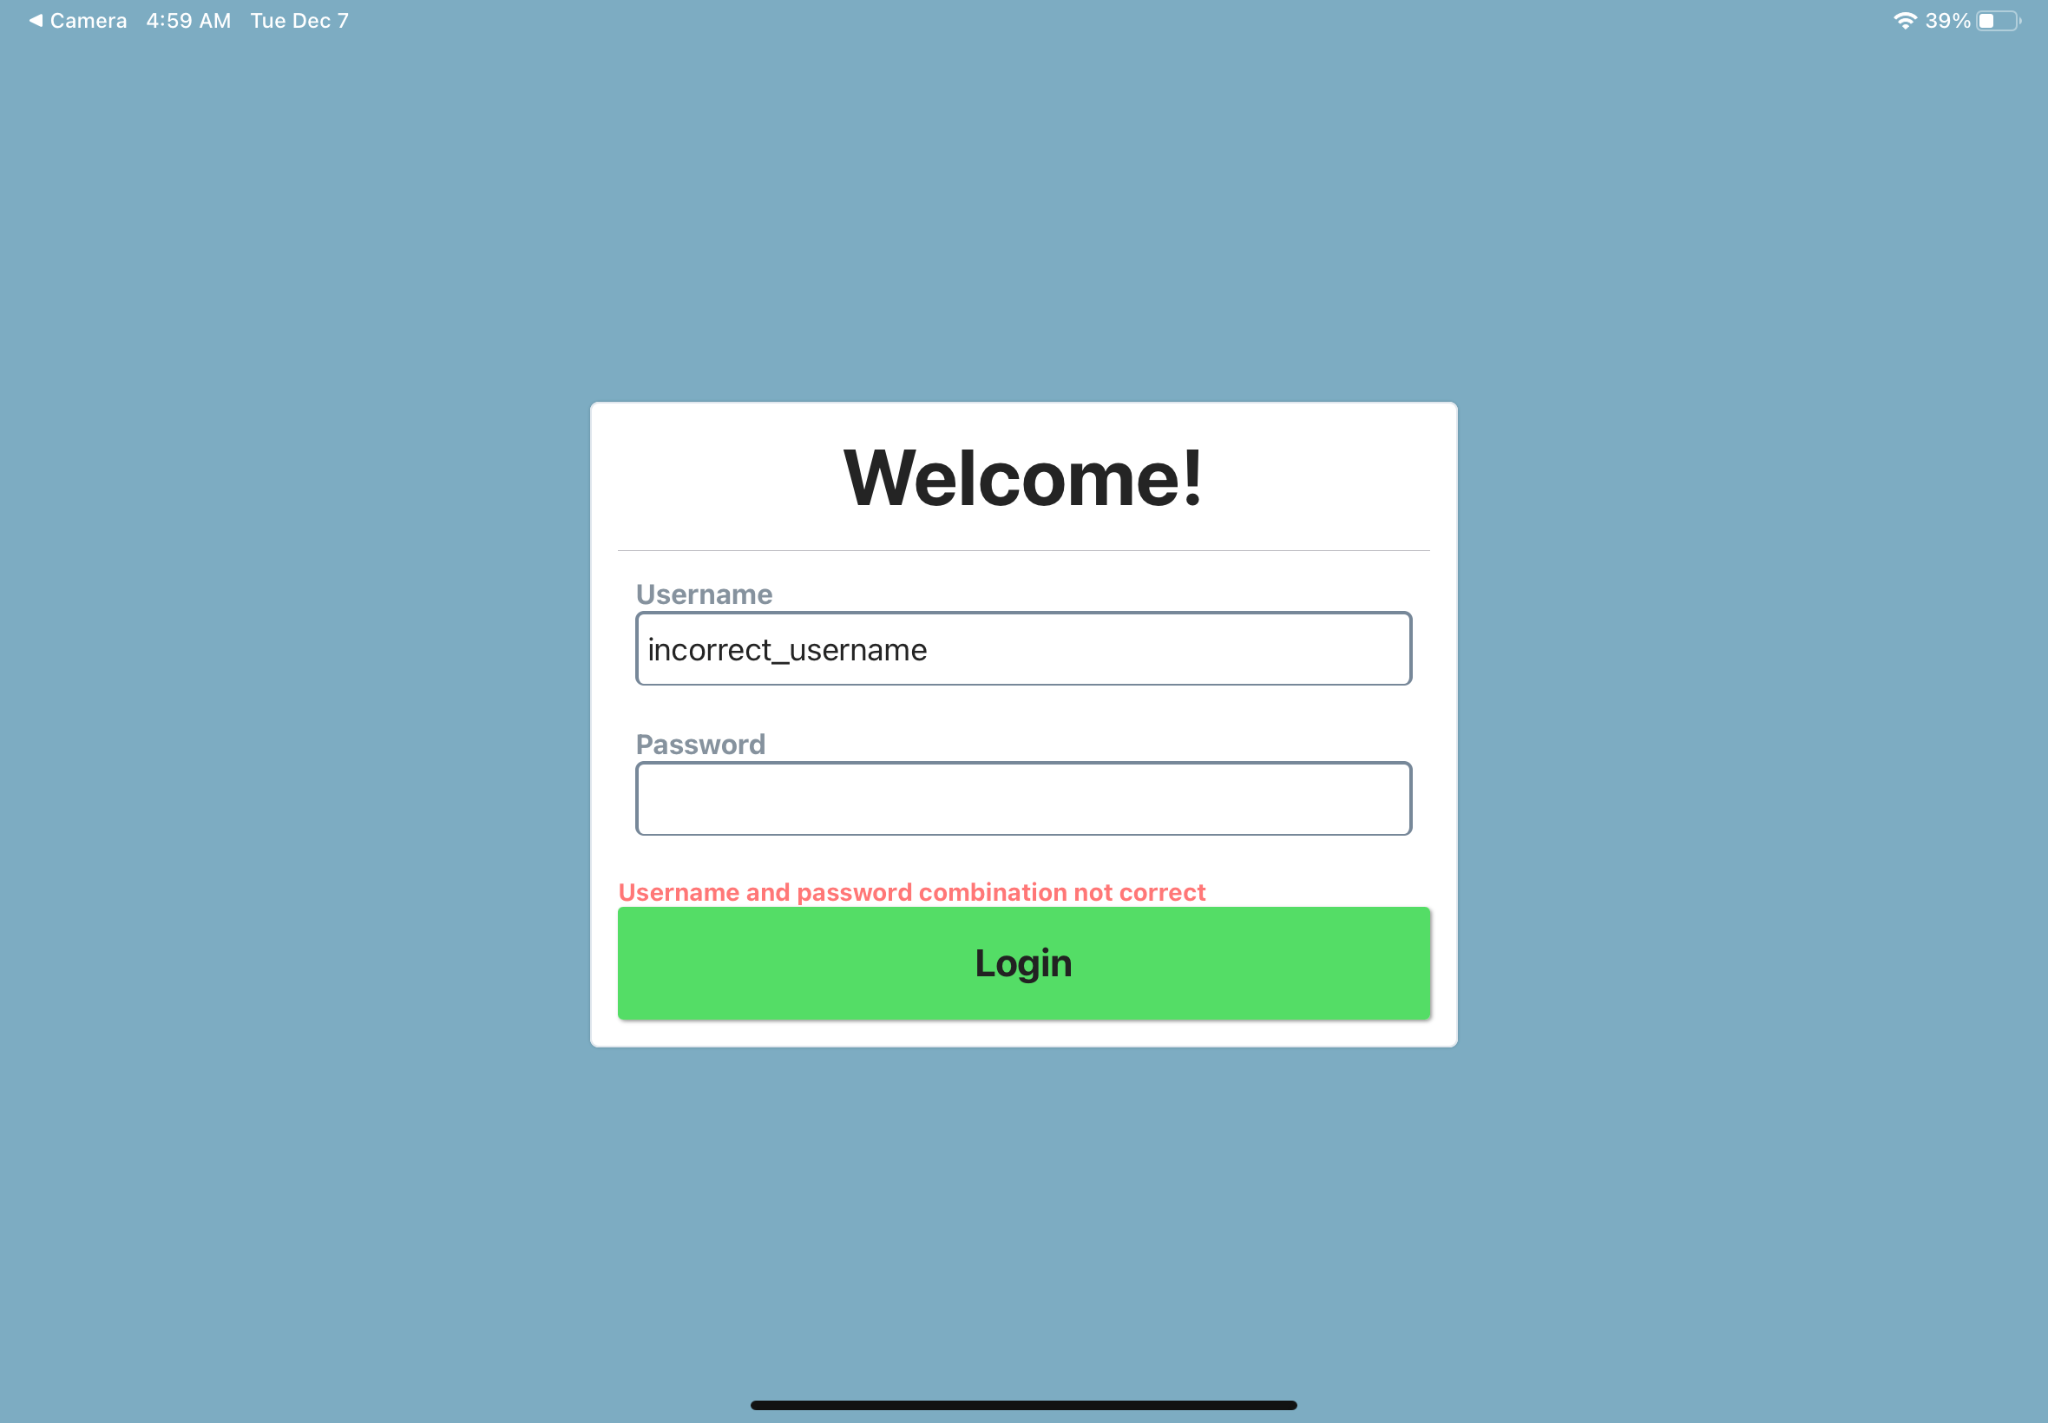 ◀ Camera 4:59 AM Tue Dec 7 39%
Welcome!
Username
incorrect_username
Password
Username and password combination not correct
Login